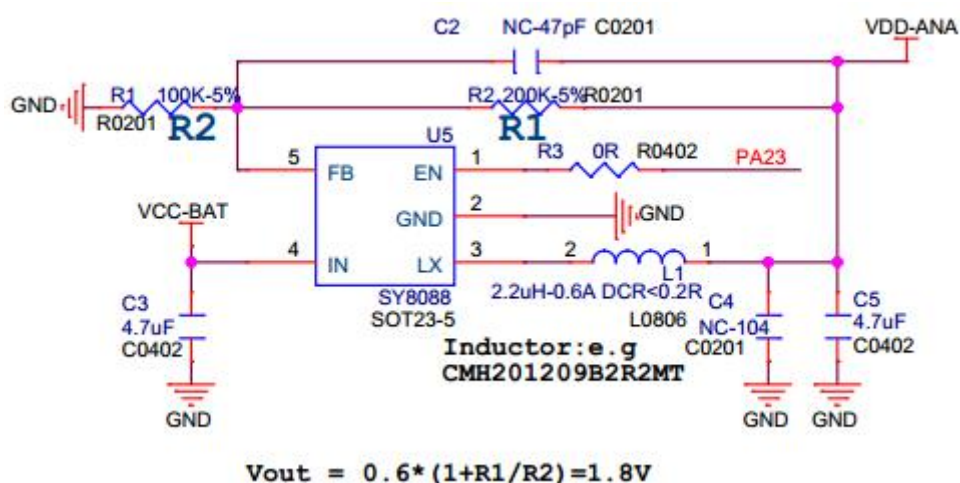 C2 NC-47pF C0201 VDD-ANA
GND R1 100K-5% R2 200K-5% R0201
R0201 R2 R1
U5
5 FB EN 1 R3 0R R0402 PA23
VCC-BAT GND 2 GND
4 IN LX 3 2 1
L1
C3 SY8088 2.2uH-0.6A DCR<0.2R C4 C5
4.7uF SOT23-5 L0806 NC-104 4.7uF
C0402 Inductor:e.g C0201 C0402
CMH201209B2R2MT
GND GND GND
Vout = 0.6*(1+R1/R2)=1.8V